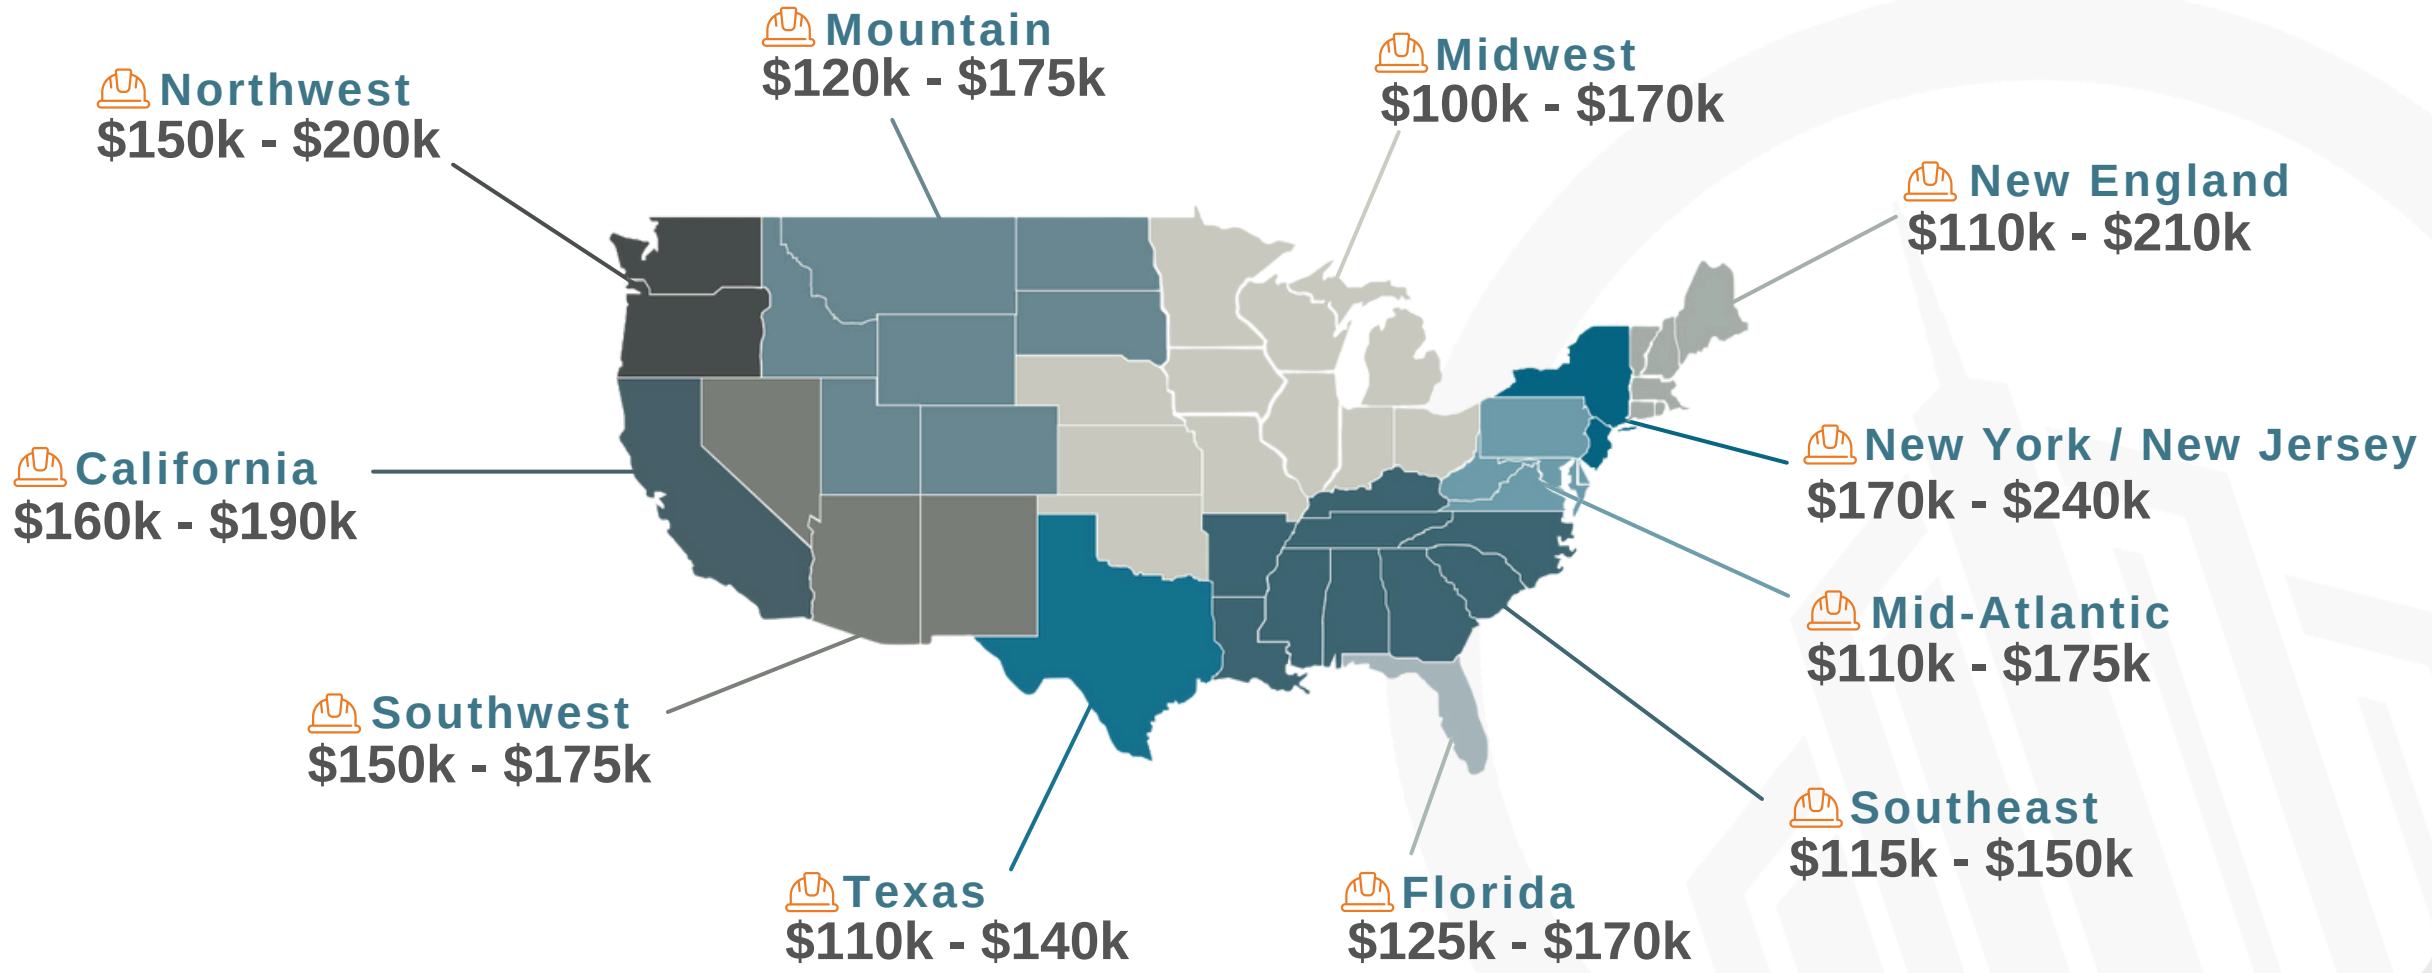 Mountain
$120k - $175k
Midwest
$100k - $170k
Northwest
$150k - $200k
New England
$110k - $210k
California
$160k - $190k
New York / New Jersey
$170k - $240k
Mid-Atlantic
$110k - $175k
Southwest
$150k - $175k
Southeast
$115k - $150k
Texas
$110k - $140k
Florida
$125k - $170k